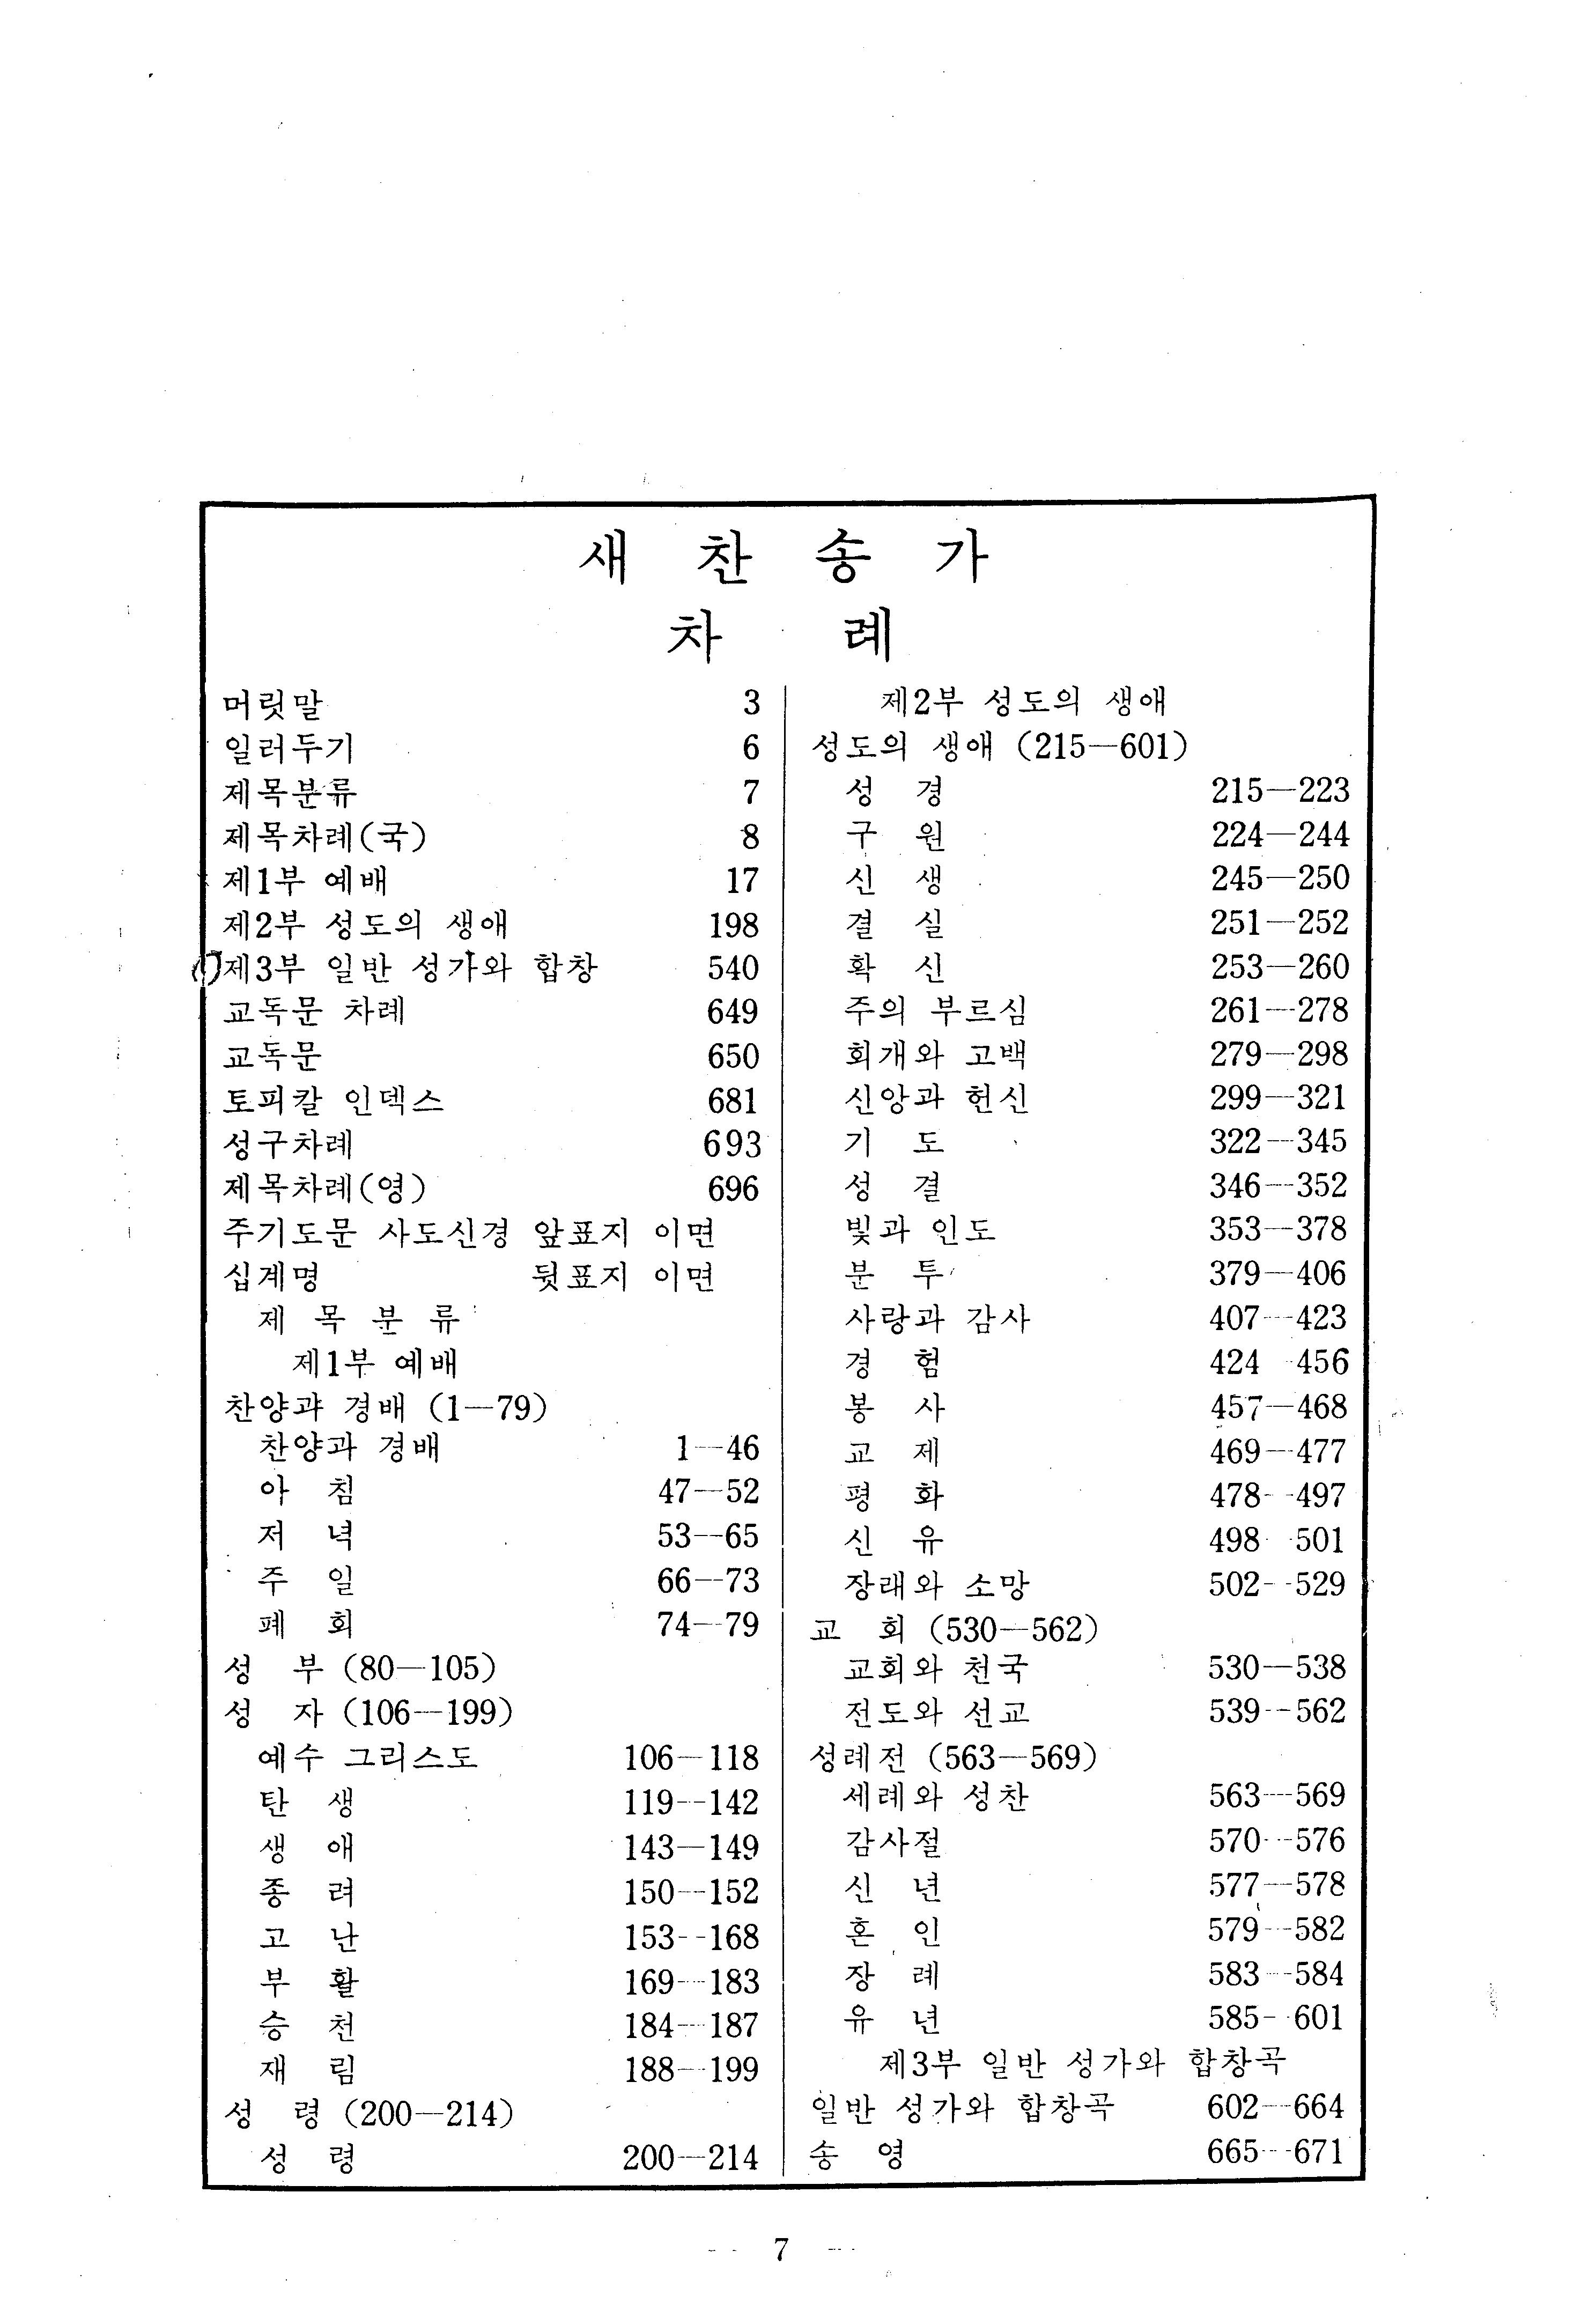 새 찬 송 가
차 례
머릿말 3
일러두기 6
제목분류 7
제목차례(국) 8
제1부 예배 17
제2부 성도의 생애 198
제3부 일반 성가와 합창 540
교독문 차례 649
교독문 650
토피칼 인덱스 681
성구차례 693
제목차례(영) 696
주기도문 사도신경 앞표지 이면
십계명 뒷표지 이면
제 목 분 류
제1부 예배
찬양과 경배 (1—79)
찬양과 경배 1—46
아 침 47—52
저 녁 53—65
주 일 66—73
폐 회 74—79
성 부 (80—105)
성 자 (106—199)
예수 그리스도 106—118
탄 생 119—142
생 애 143—149
종 려 150—152
고 난 153—168
부 활 169—183
승 천 184—187
재 림 188—199
성 령 (200—214)
성 령 200—214
제2부 성도의 생애
성도의 생애 (215—601)
성 경 215—223
구 원 224—244
신 생 245—250
결 실 251—252
확 신 253—260
주의 부르심 261—278
회개와 고백 279—298
신앙과 헌신 299—321
기 도 322—345
성 결 346—352
빛과 인도 353—378
분 투 379—406
사랑과 감사 407—423
경 험 424—456
봉 사 457—468
교 제 469—477
평 화 478—497
신 유 498—501
장래와 소망 502—529
교 회 (530—562)
교회와 천국 530—538
전도와 선교 539—562
성례전 (563—569)
세례와 성찬 563—569
감사절 570—576
신 년 577—578
혼 인 579—582
장 례 583—584
유 년 585—601
제3부 일반 성가와 합창곡
일반 성가와 합창곡 602—664
송 영 665—671
— 7 —